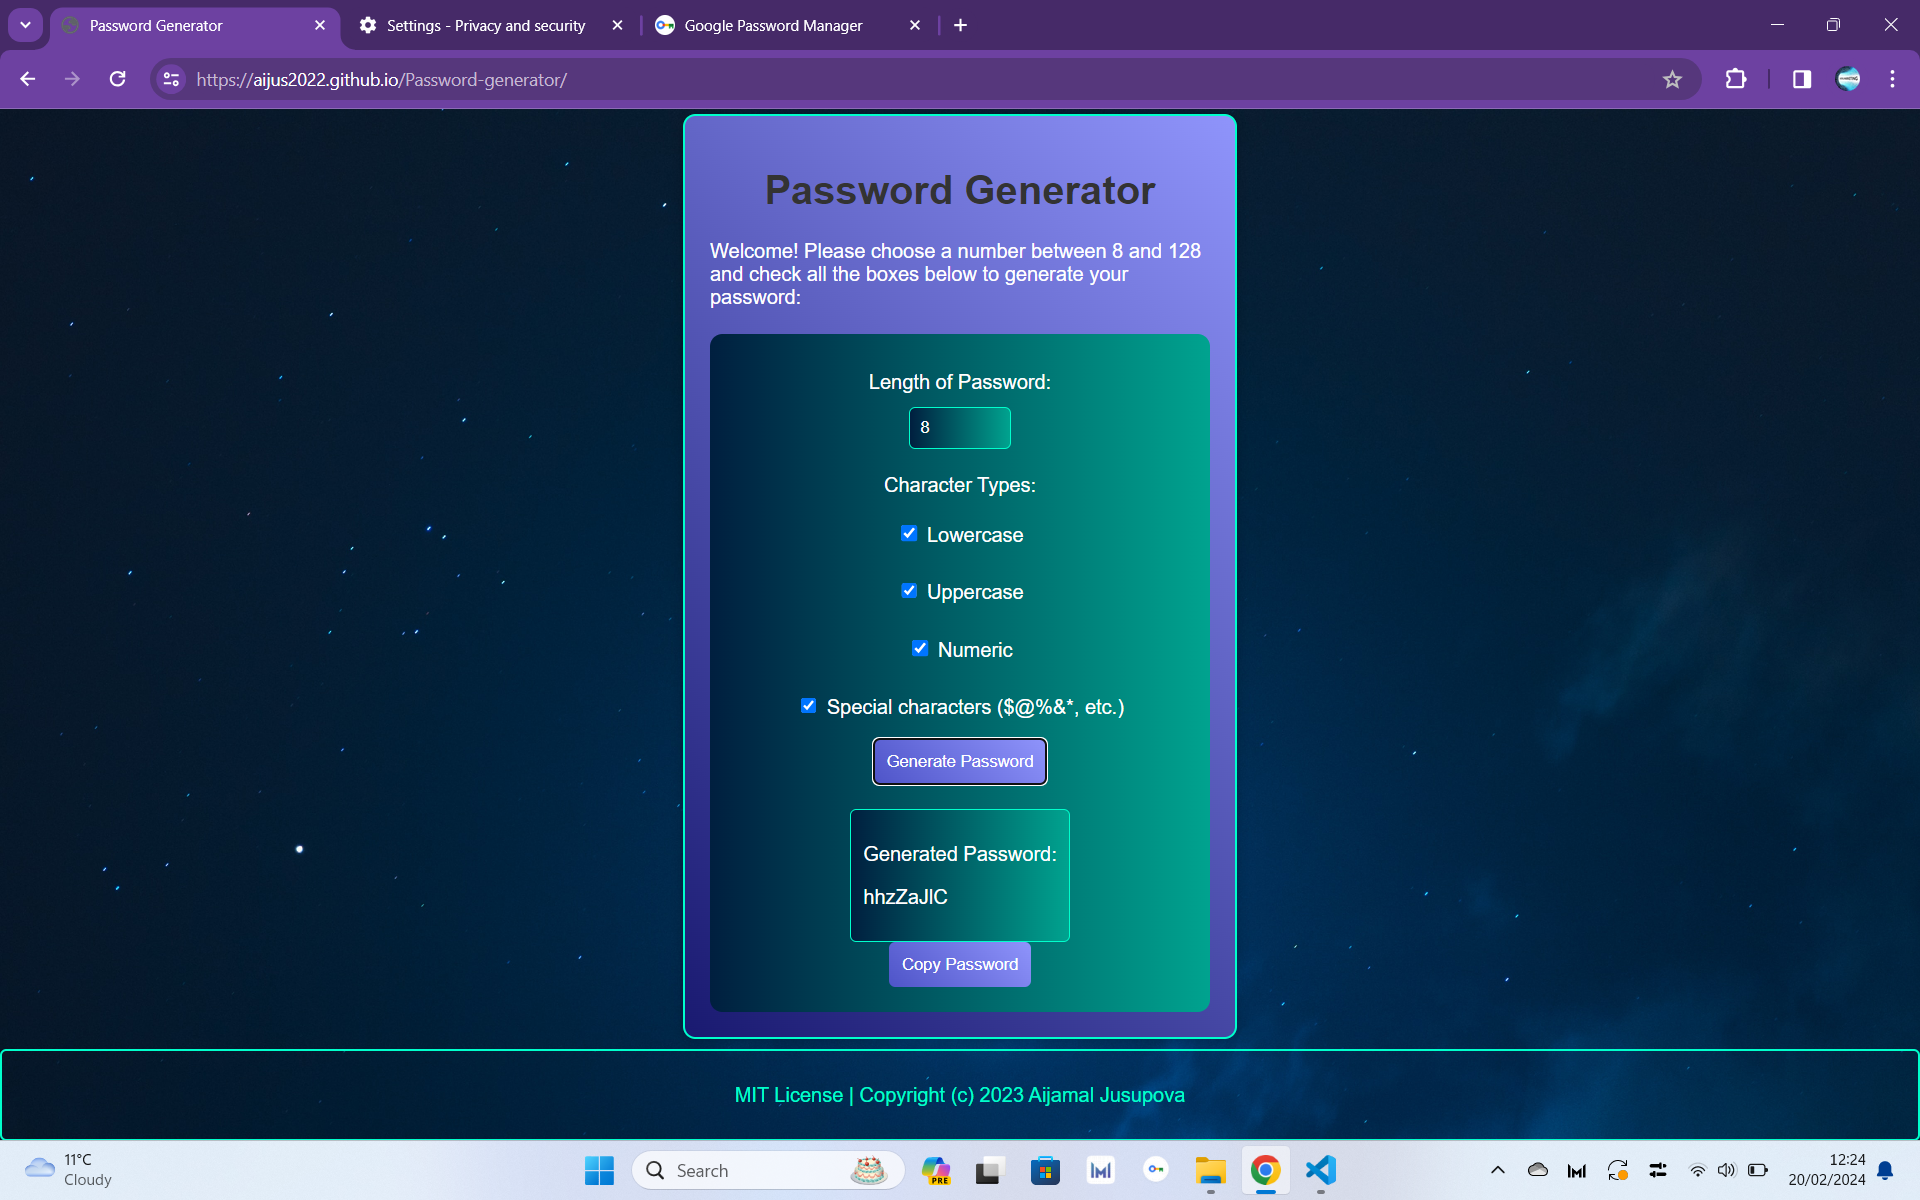 Password Generator
Settings - Privacy and security
Google Password Manager
https://aijus2022.github.io/Password-generator/
Password Generator
Welcome! Please choose a number between 8 and 128
and check all the boxes below to generate your
password:
Length of Password:
8
Character Types:
Lowercase
Uppercase
Numeric
Special characters ($@%&*, etc.)
Generate Password
Generated Password:
hhzZaJlC
Copy Password
MIT License | Copyright (c) 2023 Aijamal Jusupova
11°C
Cloudy
Search
PRE
12:24
20/02/2024